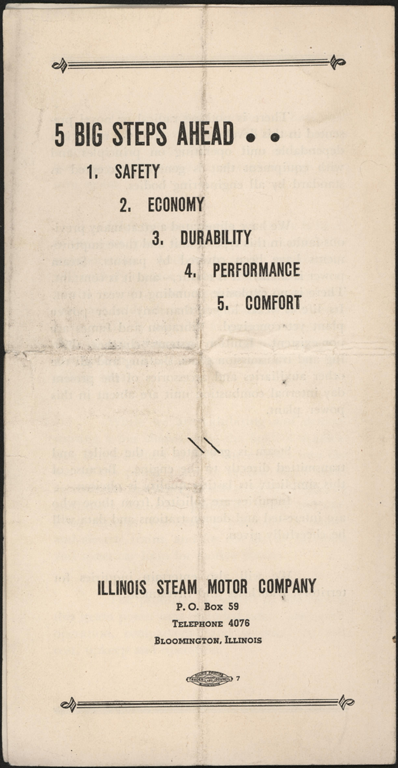 5 BIG STEPS AHEAD . .
1. SAFETY
2. ECONOMY
3. DURABILITY
4. PERFORMANCE
5. COMFORT
ILLINOIS STEAM MOTOR COMPANY
P. O. Box 59
TELEPHONE 4076
BLOOMINGTON, ILLINOIS
7